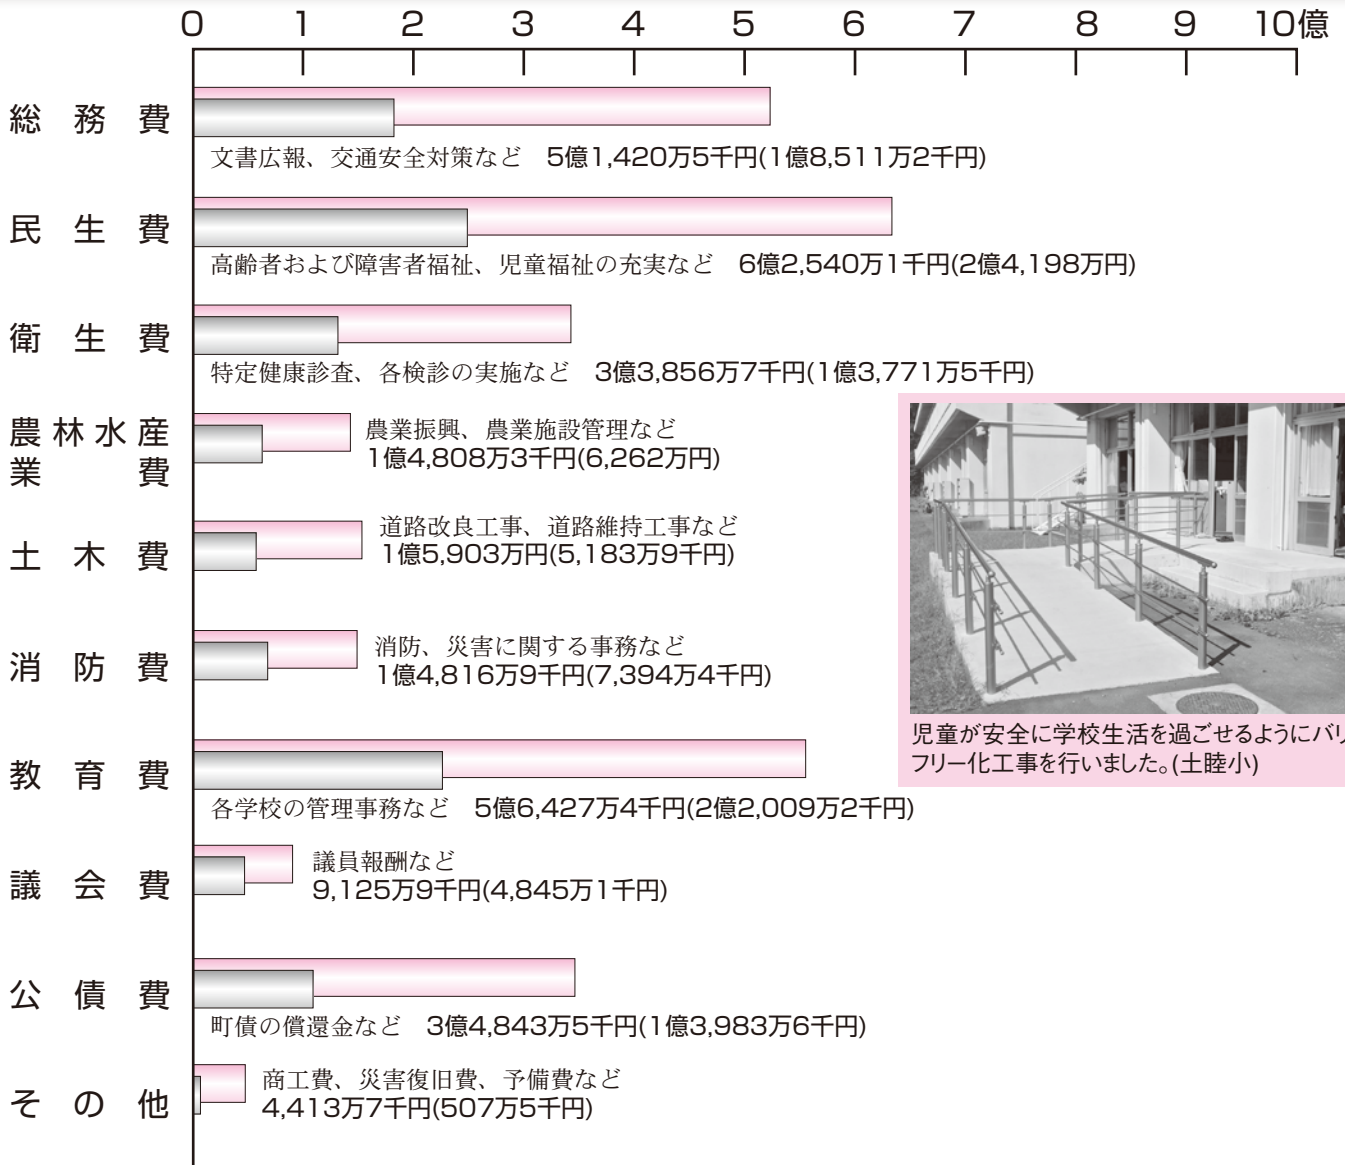 0 1 2 3 4 5 6 7 8 9 10億
総務費
文書広報、交通安全対策など 5億1,420万5千円(1億8,511万2千円)
民生費
高齢者および障害者福祉、児童福祉の充実など 6億2,540万1千円(2億4,198万円)
衛生費
特定健康診査、各検診の実施など 3億3,856万7千円(1億3,771万5千円)
農林水産
業費
農業振興、農業施設管理など
1億4,808万3千円(6,262万円)
土木費
道路改良工事、道路維持工事など
1億5,903万円(5,183万9千円)
消防費
消防、災害に関する事務など
1億4,816万9千円(7,394万4千円)
児童が安全に学校生活を過ごせるようにバリ
フリー化工事を行いました。(土睦小)
教育費
各学校の管理事務など 5億6,427万4千円(2億2,009万2千円)
議会費
議員報酬など
9,125万9千円(4,845万1千円)
公債費
町債の償還金など 3億4,843万5千円(1億3,983万6千円)
その他
商工費、災害復旧費、予備費など
4,413万7千円(507万5千円)